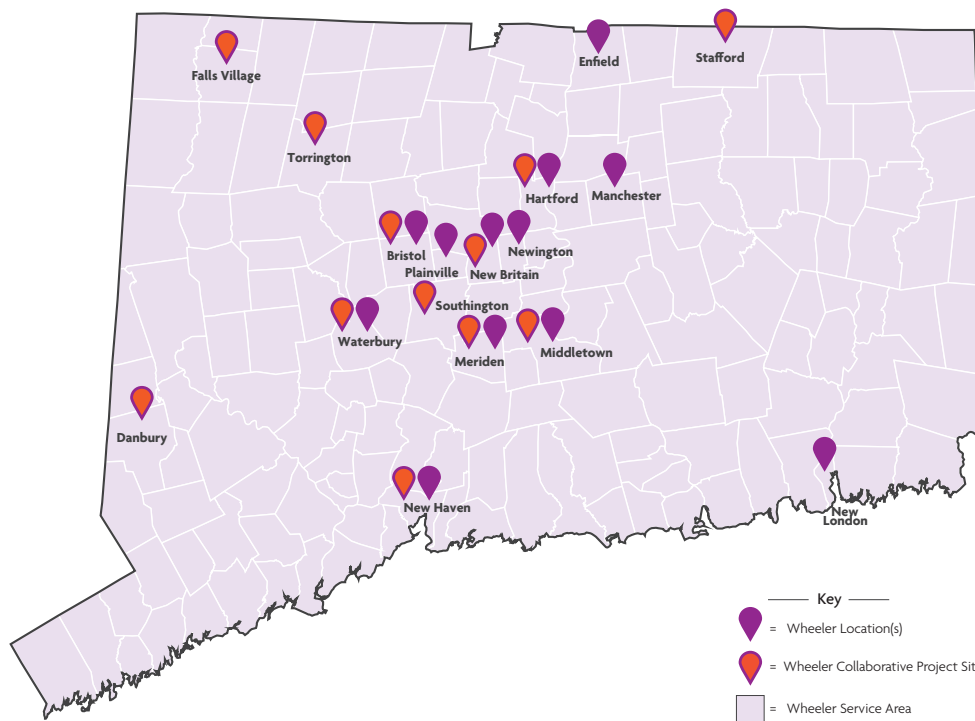 Enfield
Stafford
Falls Village
Torrington
Hartford
Manchester
Bristol
Newington
Plainville
New Britain
Southington
Waterbury
Meriden
Middletown
Danbury
New Haven
New
London
Key
= Wheeler Location(s)
= Wheeler Collaborative Project Sit
= Wheeler Service Area